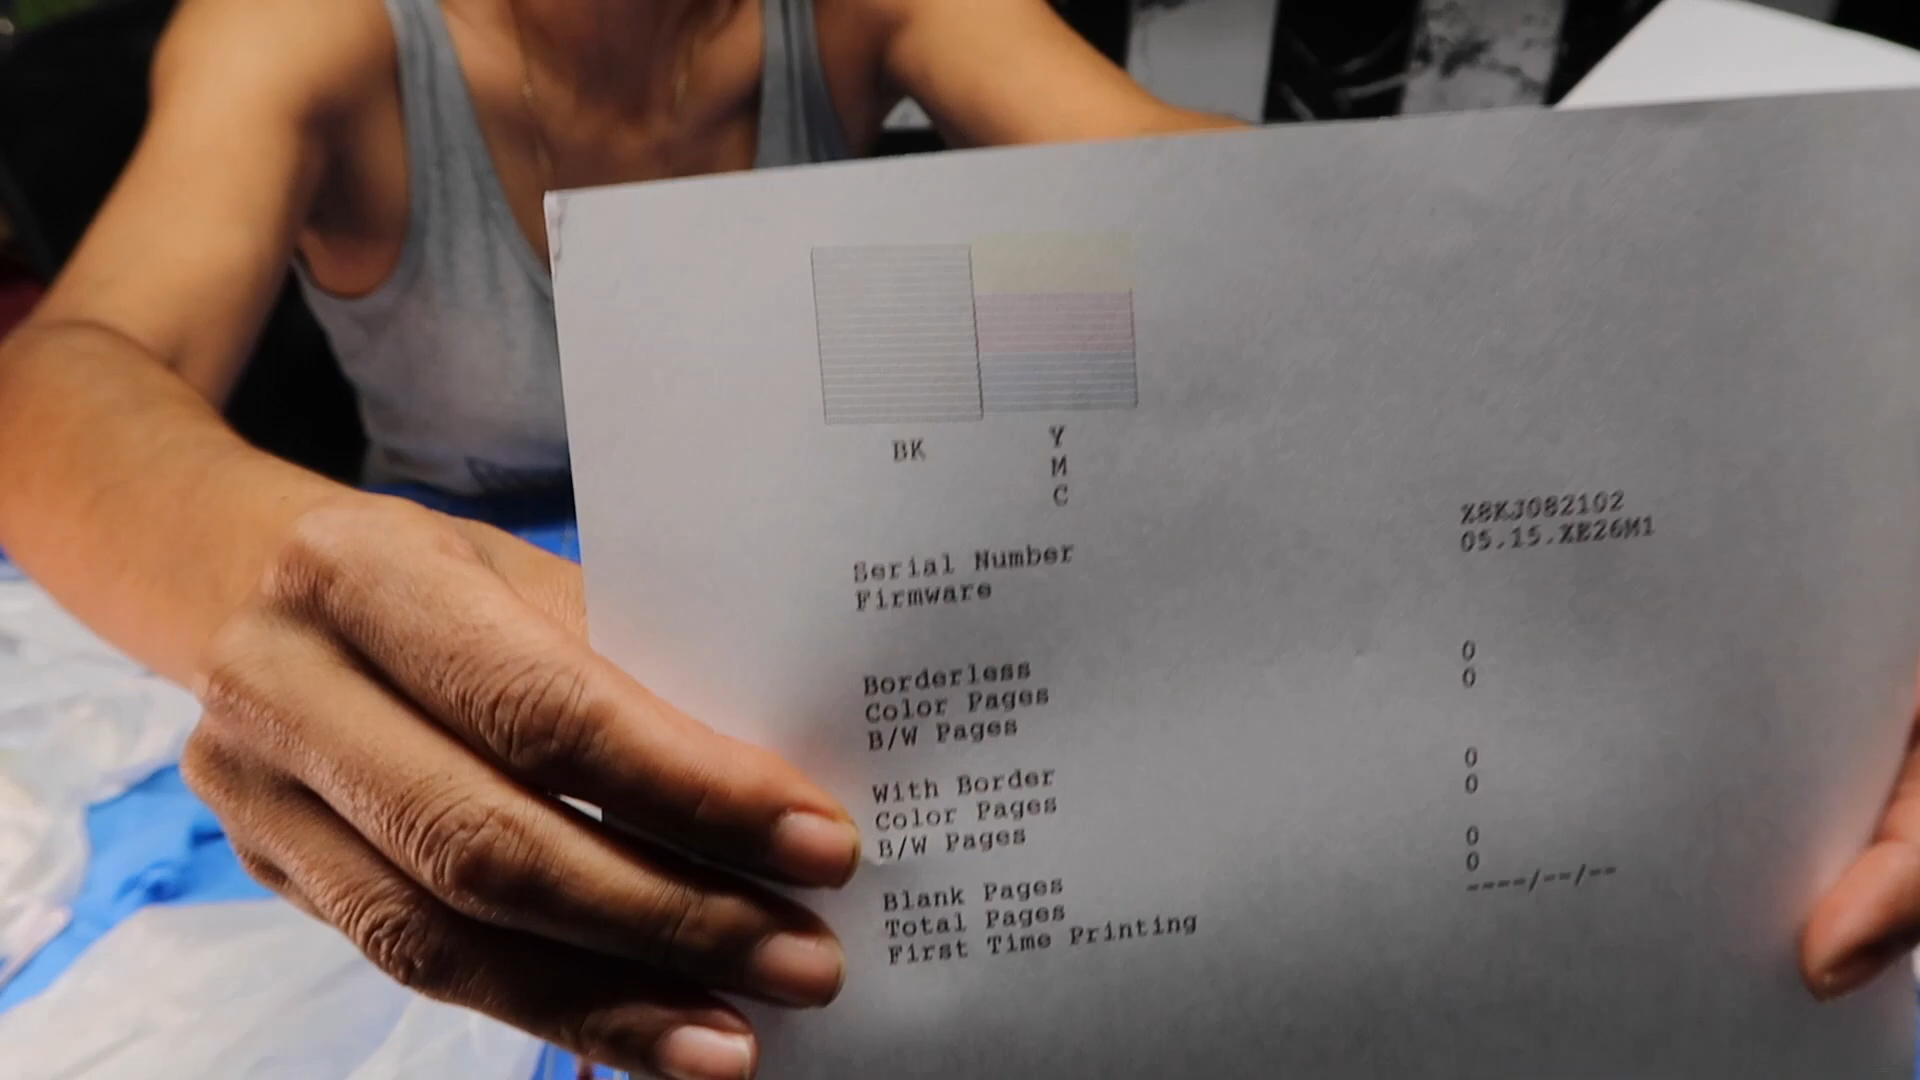 BK
Y
M
C
Serial Number X8KJ082102
Firmware 05.15.XE26M1
Borderless
Color Pages 0
B/W Pages 0
With Border
Color Pages 0
B/W Pages 0
Blank Pages 0
Total Pages 0
First Time Printing ----/--/--